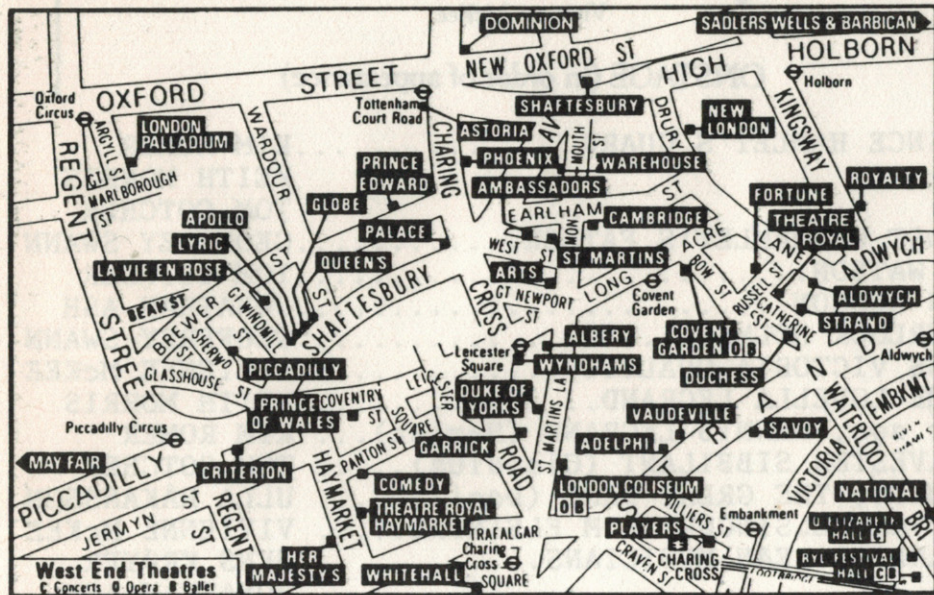 DOMINION
SADLERS WELLS & BARBICAN
NEW OXFORD ST
HIGH
HOLBORN
Holborn
OXFORD STREET
Oxford
Circus
Tottenham
Court Road
SHAFTESBURY
AV
DRURY LANE
NEW
LONDON
KINGSWAY
ARGYLL ST
LONDON
PALLADIUM
WARDOUR ST
CHARING CROSS ROAD
ASTORIA
MONMOUTH ST
REGENT STREET
GT MARLBOROUGH
ST
PRINCE
EDWARD
PHOENIX
WAREHOUSE
ROYALTY
GLOBE
AMBASSADORS
FORTUNE
APOLLO
EARLHAM
ST
CAMBRIDGE
THEATRE
ROYAL
LYRIC
PALACE
WEST
ST
ST MARTINS
LONG ACRE
BOW ST
RUSSELL ST
ALDWYCH
LA VIE EN ROSE
QUEEN'S
ARTS
GT NEWPORT
ST
Covent
Garden
CATHERINE
ST
ALDWYCH
BEAK ST
BREWER
ST
GT WINDMILL
ST
SHAFTESBURY
STRAND
SHERWD
ST
Leicester
Square
ALBERY
COVENT
GARDEN O B
Aldwych
GLASSHOUSE
ST
PICCADILLY
WYNDHAMS
DUCHESS
PRINCE
OF WALES
COVENTRY
ST
LEICESTER
SQUARE
DUKE OF
YORKS
ST MARTINS LA
VAUDEVILLE
STRAND
WATERLOO BRI
EMBKMT
VICTORIA
Piccadilly Circus
PANTON ST
GARRICK
ADELPHI
SAVOY
MAY FAIR
CRITERION
HAYMARKET
COMEDY
LONDON COLISEUM
O B
NATIONAL
PICCADILLY
THEATRE ROYAL
HAYMARKET
VILLIERS
ST
Embankment
Q ELIZABETH
HALL C
JERMYN
ST
REGENT
ST
TRAFALGAR
SQUARE
Charing
Cross
PLAYERS
CRAVEN ST
CHARING
CROSS
RYL FESTIVAL
HALL C B
West End Theatres
C Concerts O Opera B Ballet
HER
MAJESTY'S
WHITEHALL